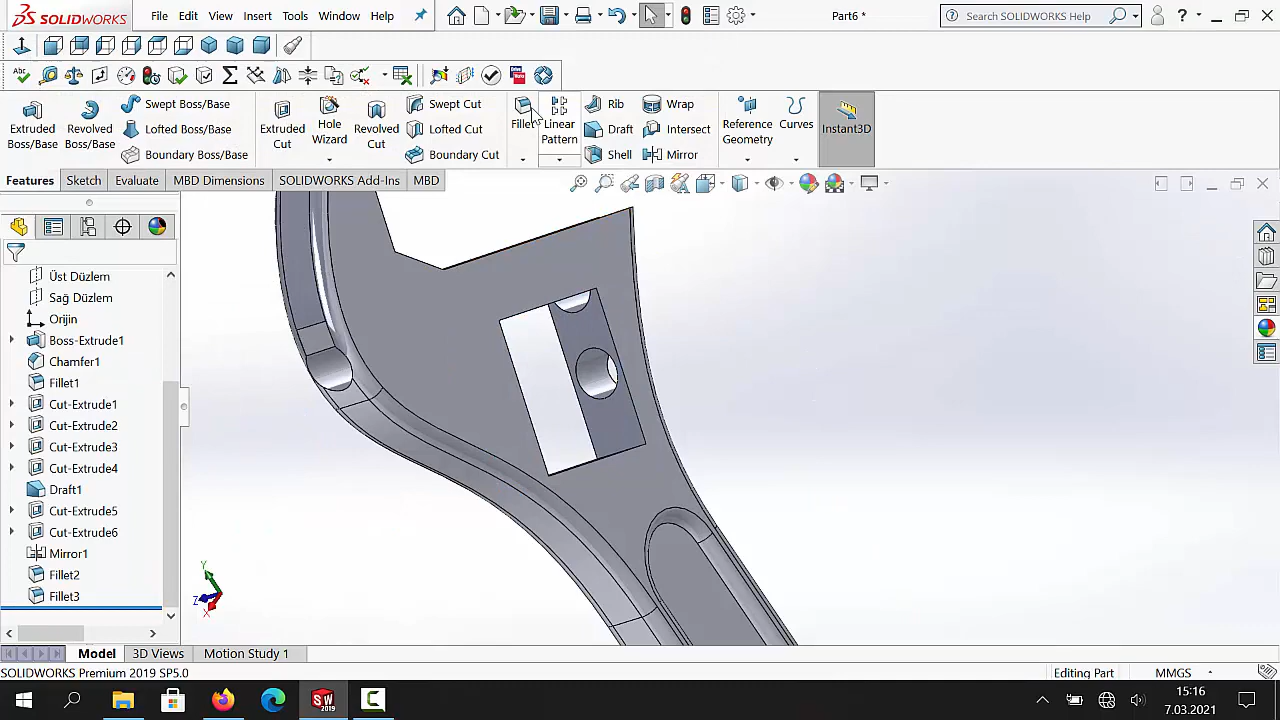 SOLIDWORKS File Edit View Insert Tools Window Help Part6 * Search SOLIDWORKS Help ?
Abc
Extruded Boss/Base
Revolved Boss/Base
Swept Boss/Base
Lofted Boss/Base
Boundary Boss/Base
Extruded Cut
Hole Wizard
Revolved Cut
Swept Cut
Lofted Cut
Boundary Cut
Fillet
Linear Pattern
Rib
Draft
Shell
Wrap
Intersect
Mirror
Reference Geometry
Curves
Instant3D
Features Sketch Evaluate MBD Dimensions SOLIDWORKS Add-Ins MBD
Üst Düzlem
Sağ Düzlem
Orijin
Boss-Extrude1
Chamfer1
Fillet1
Cut-Extrude1
Cut-Extrude2
Cut-Extrude3
Cut-Extrude4
Draft1
Cut-Extrude5
Cut-Extrude6
Mirror1
Fillet2
Fillet3
Y
Z
X
Model 3D Views Motion Study 1
SOLIDWORKS Premium 2019 SP5.0 Editing Part MMGS
SW 2019
15:16
7.03.2021